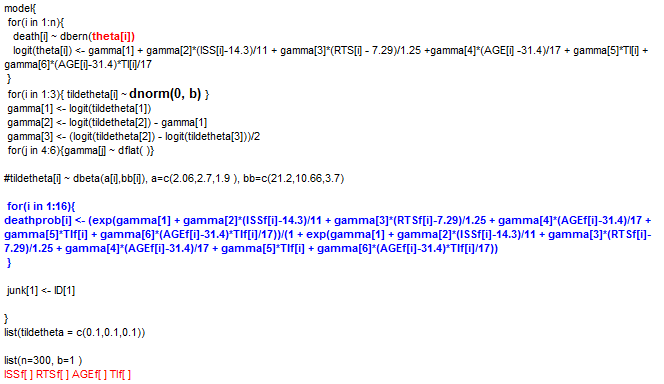 model{
for(i in 1:n){
death[i] ~ dbern(theta[i])
logit(theta[i]) <- gamma[1] + gamma[2]*(ISS[i]-14.3)/11 + gamma[3]*(RTS[i] - 7.29)/1.25 +gamma[4]*(AGE[i] -31.4)/17 + gamma[5]*TI[i] +
gamma[6]*(AGE[i]-31.4)*TI[i]/17
}
for(i in 1:3){ tildetheta[i] ~ dnorm(0, b) }
gamma[1] <- logit(tildetheta[1])
gamma[2] <- logit(tildetheta[2]) - gamma[1]
gamma[3] <- (logit(tildetheta[2]) - logit(tildetheta[3]))/2
for(j in 4:6){gamma[j] ~ dflat( )}
#tildetheta[i] ~ dbeta(a[i],bb[i]), a=c(2.06,2.7,1.9 ), bb=c(21.2,10.66,3.7)
for(i in 1:16){
deathprob[i] <- (exp(gamma[1] + gamma[2]*(ISSf[i]-14.3)/11 + gamma[3]*(RTSf[i]-7.29)/1.25 + gamma[4]*(AGEf[i]-31.4)/17 +
gamma[5]*TIf[i] + gamma[6]*(AGEf[i]-31.4)*TIf[i]/17))/(1 + exp(gamma[1] + gamma[2]*(ISSf[i]-14.3)/11 + gamma[3]*(RTSf[i]-
7.29)/1.25 + gamma[4]*(AGEf[i]-31.4)/17 + gamma[5]*TIf[i] + gamma[6]*(AGEf[i]-31.4)*TIf[i]/17))
}
junk[1] <- ID[1]
}
list(tildetheta = c(0.1,0.1,0.1))
list(n=300, b=1 )
ISSf[ ] RTSf[ ] AGEf[ ] TIf[ ]